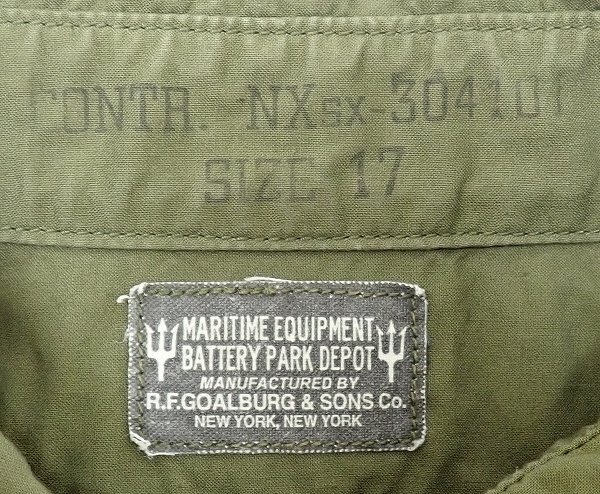 CONTR. NXsx-304101
SIZE 17
MARITIME EQUIPMENT
BATTERY PARK DEPOT
MANUFACTURED BY
R.F.GOALBURG & SONS Co.
NEW YORK, NEW YORK